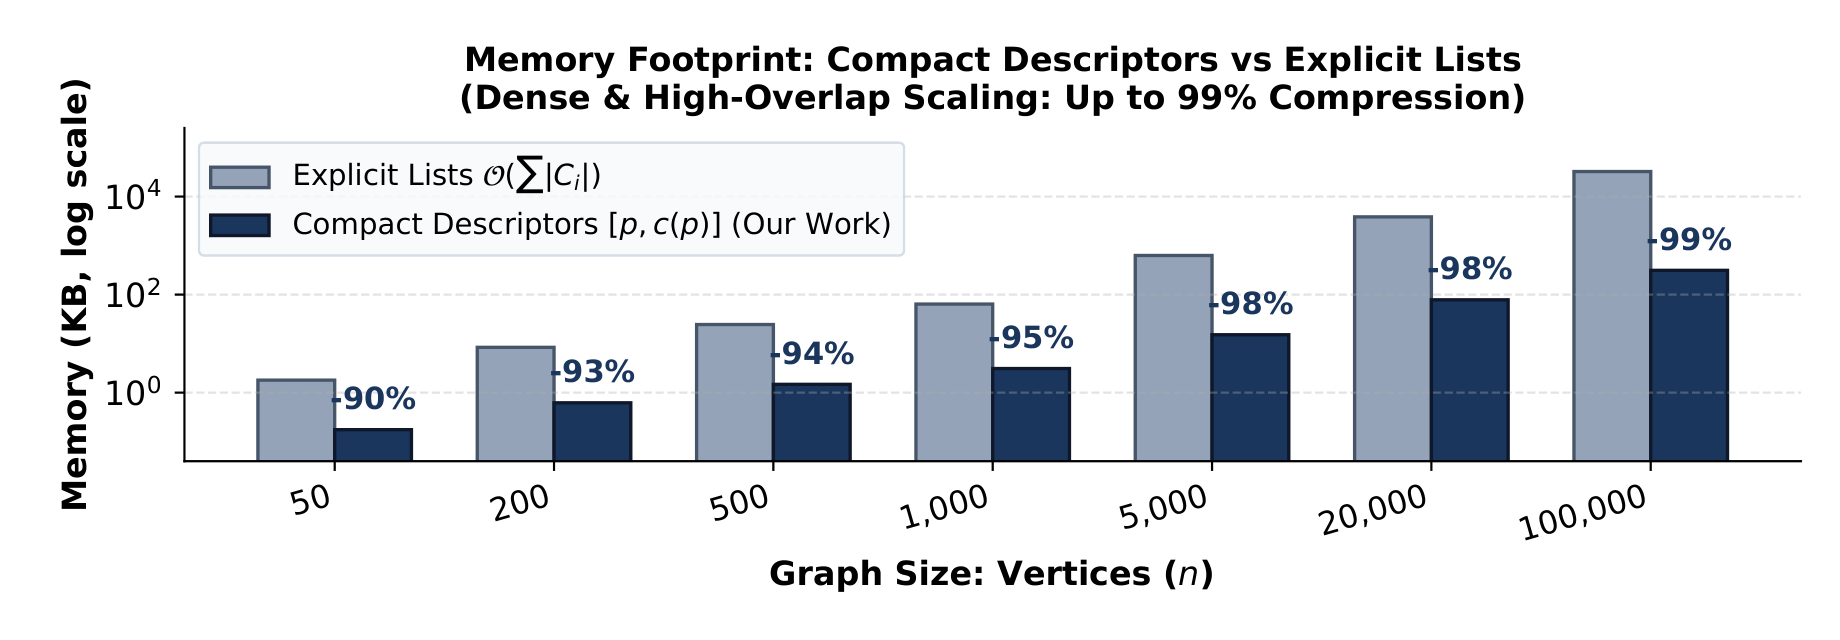 Memory Footprint: Compact Descriptors vs Explicit Lists
(Dense & High-Overlap Scaling: Up to 99% Compression)
Memory (KB, log scale)
10⁴
10²
10⁰
Explicit Lists 𝒪(∑|Cᵢ|)
Compact Descriptors [p, c(p)] (Our Work)
-90%
-93%
-94%
-95%
-98%
-98%
-99%
50
200
500
1,000
5,000
20,000
100,000
Graph Size: Vertices (n)